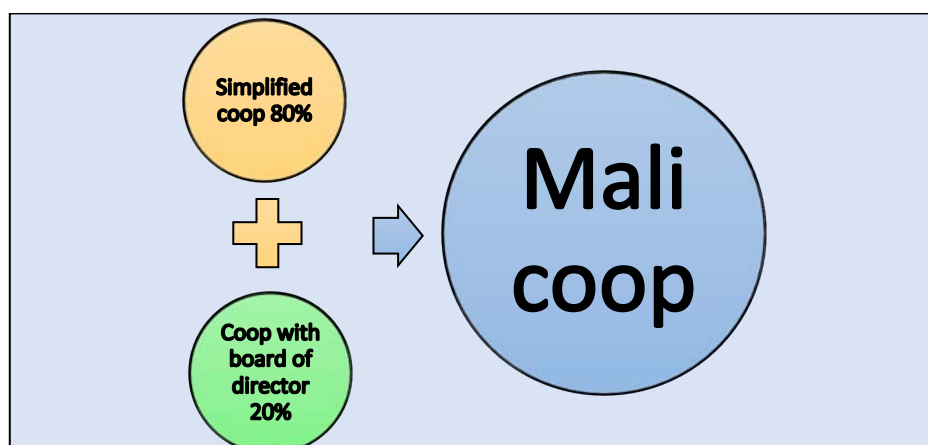 Simplified
coop 80%
Coop with
board of
director
20%
Mali
coop